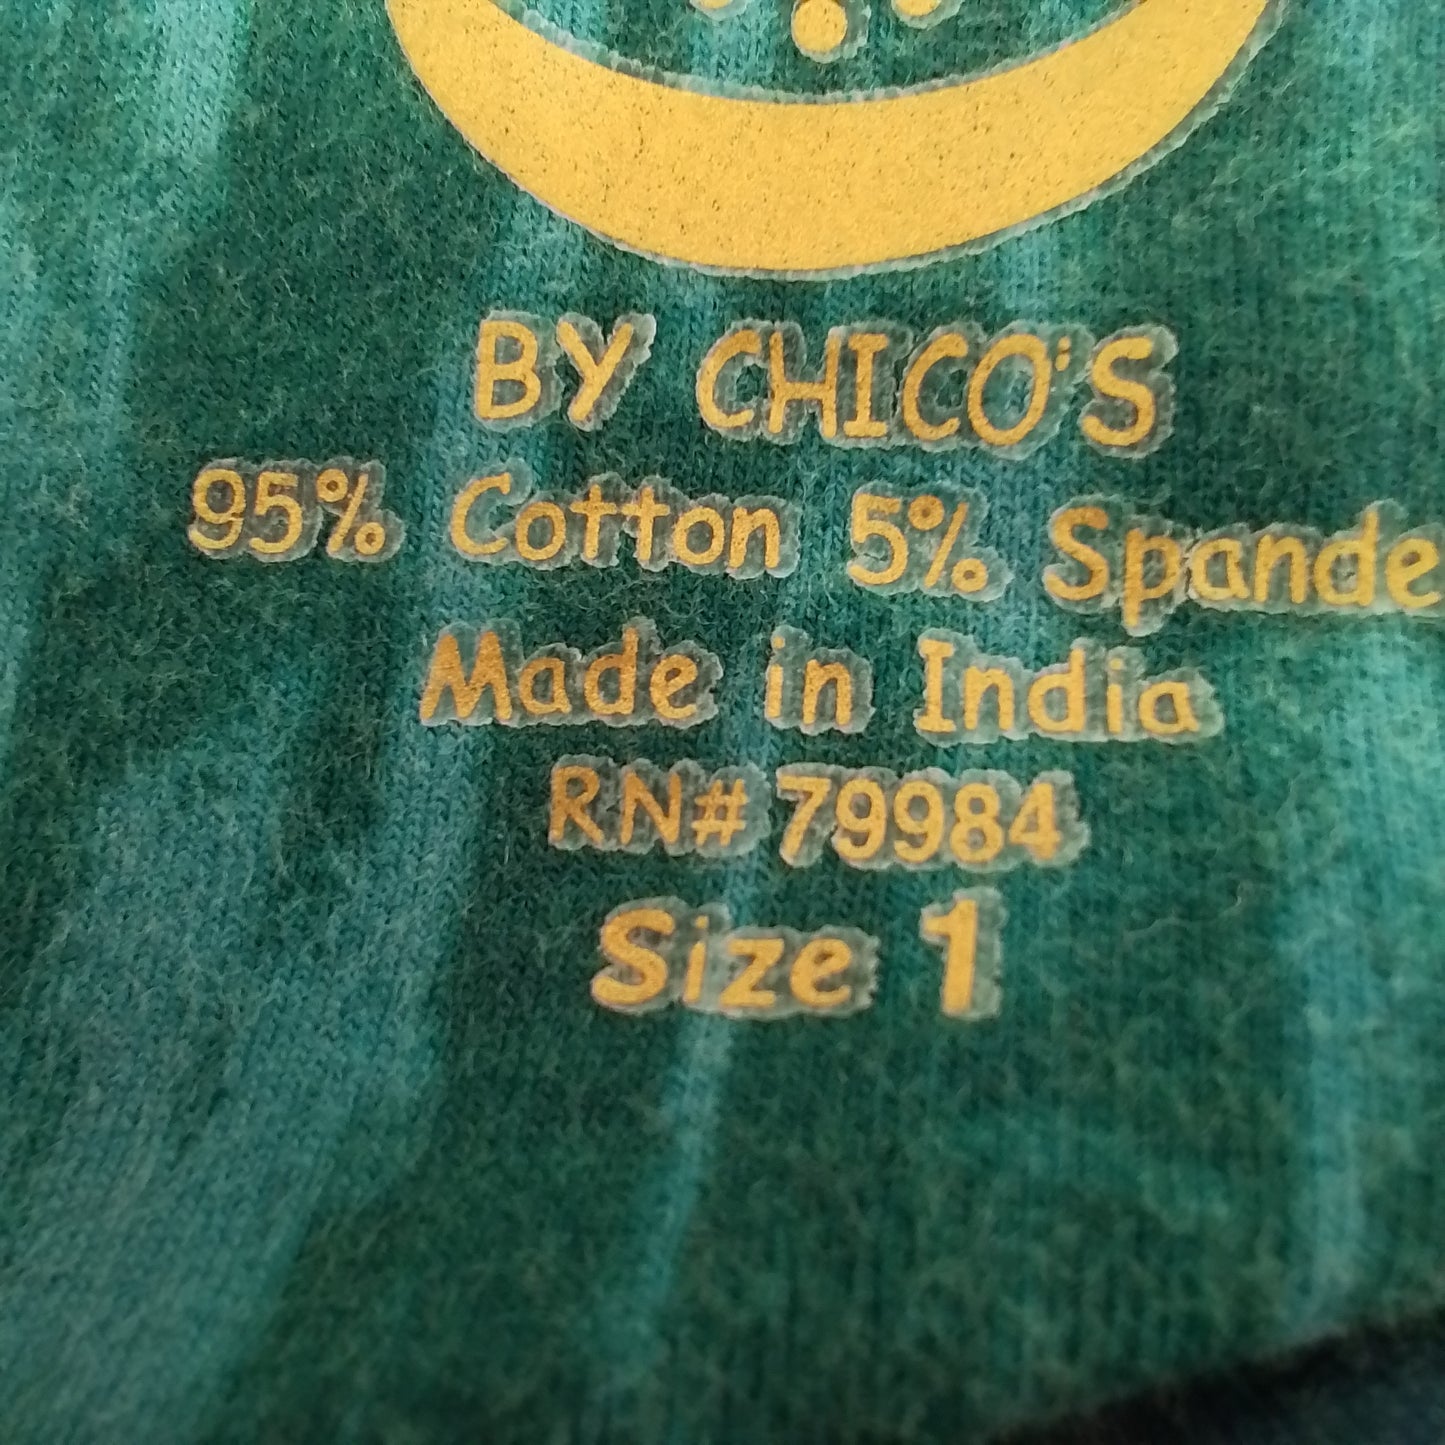 BY CHICO'S
95% Cotton 5% Spande
Made in India
RN# 79984
Size 1